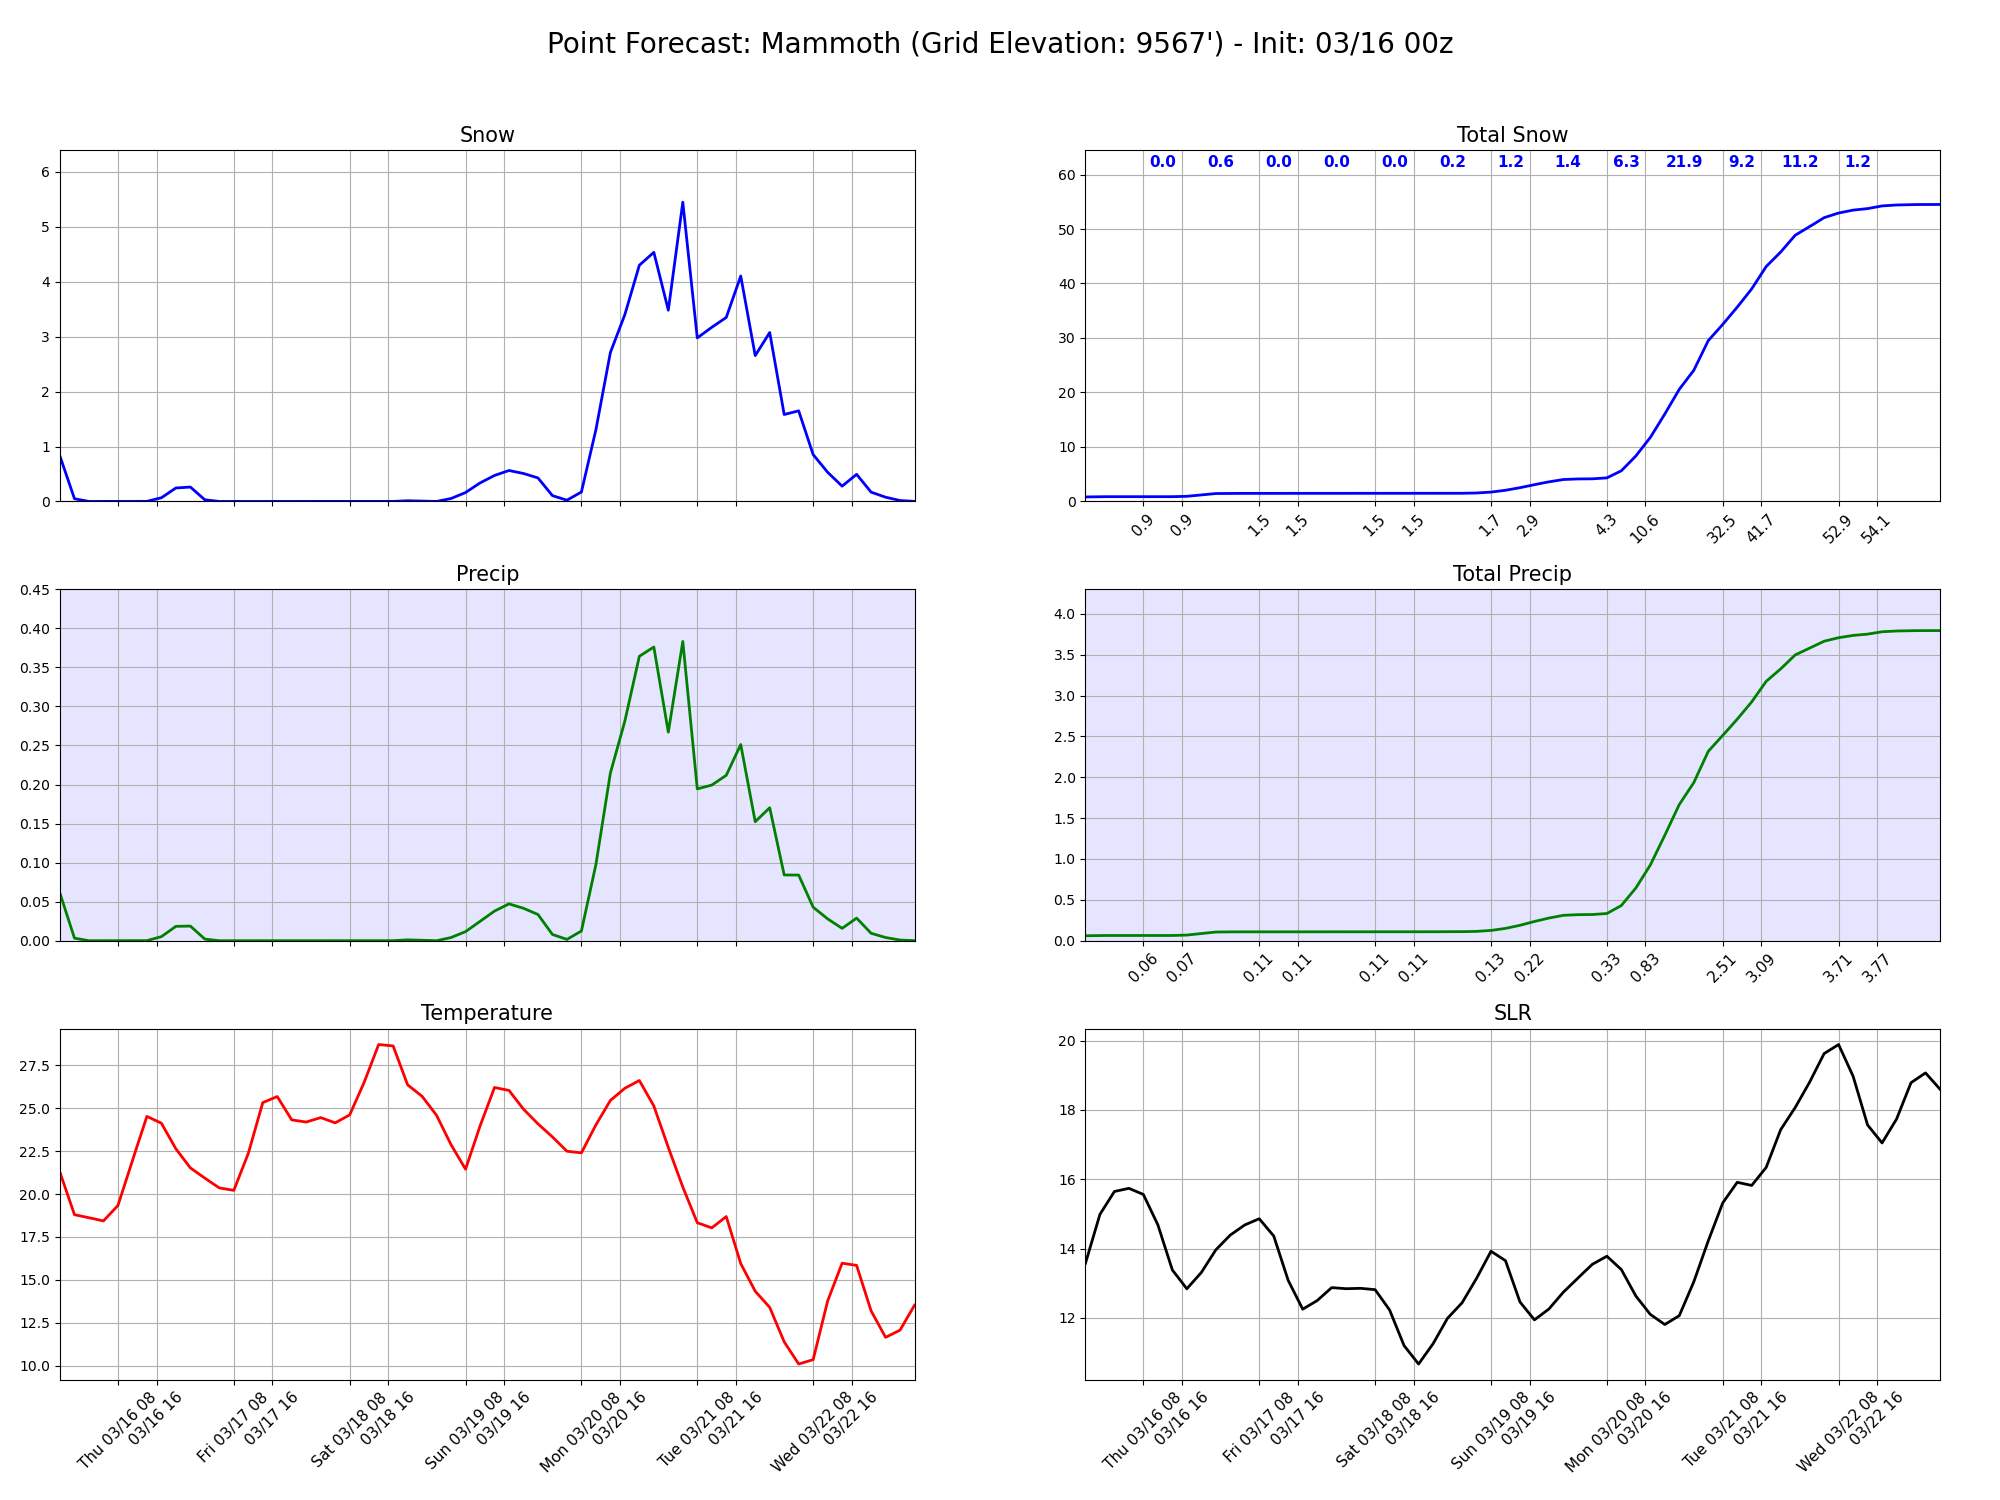 Point Forecast: Mammoth (Grid Elevation: 9567') - Init: 03/16 00z
Snow
6
5
4
3
2
1
0
Total Snow
0.0 0.6 0.0 0.0 0.0 0.2 1.2 1.4 6.3 21.9 9.2 11.2 1.2
60
50
40
30
20
10
0
0.9 0.9 1.5 1.5 1.5 1.5 1.7 2.9 4.3 10.6 32.5 41.7 52.9 54.1
Precip
0.45
0.40
0.35
0.30
0.25
0.20
0.15
0.10
0.05
0.00
Total Precip
4.0
3.5
3.0
2.5
2.0
1.5
1.0
0.5
0.0
0.06 0.07 0.11 0.11 0.11 0.11 0.13 0.22 0.33 0.83 2.51 3.09 3.71 3.77
Temperature
27.5
25.0
22.5
20.0
17.5
15.0
12.5
10.0
Thu 03/16 08
03/16 16
Fri 03/17 08
03/17 16
Sat 03/18 08
03/18 16
Sun 03/19 08
03/19 16
Mon 03/20 08
03/20 16
Tue 03/21 08
03/21 16
Wed 03/22 08
03/22 16
SLR
20
18
16
14
12
Thu 03/16 08
03/16 16
Fri 03/17 08
03/17 16
Sat 03/18 08
03/18 16
Sun 03/19 08
03/19 16
Mon 03/20 08
03/20 16
Tue 03/21 08
03/21 16
Wed 03/22 08
03/22 16